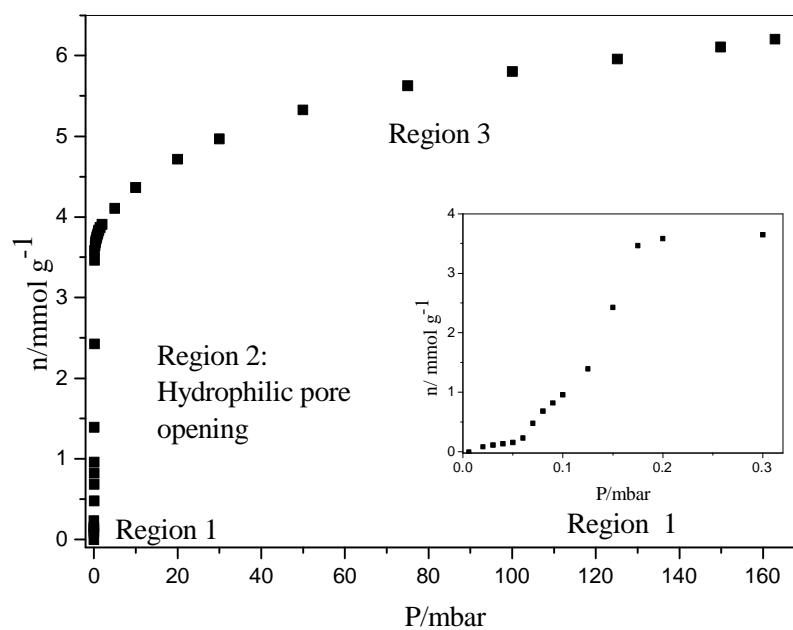 n/mmol g-1
6
5
4
3
2
1
0
0 20 40 60 80 100 120 140 160
P/mbar
Region 3
Region 2:
Hydrophilic pore
opening
Region 1
n/ mmol g-1
4
3
2
1
0
0.0 0.1 0.2 0.3
P/mbar
Region 1